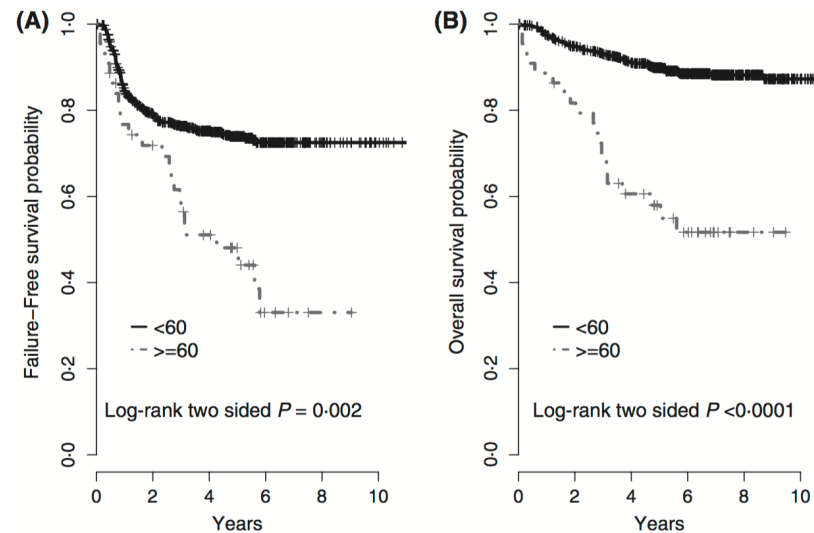 (A)
1·0
0·8
0·6
0·4
0·2
0·0
Failure–Free survival probability
<60
>=60
Log-rank two sided P = 0·002
0 2 4 6 8 10
Years
(B)
1·0
0·8
0·6
0·4
0·2
0·0
Overall survival probability
<60
>=60
Log-rank two sided P <0·0001
0 2 4 6 8 10
Years